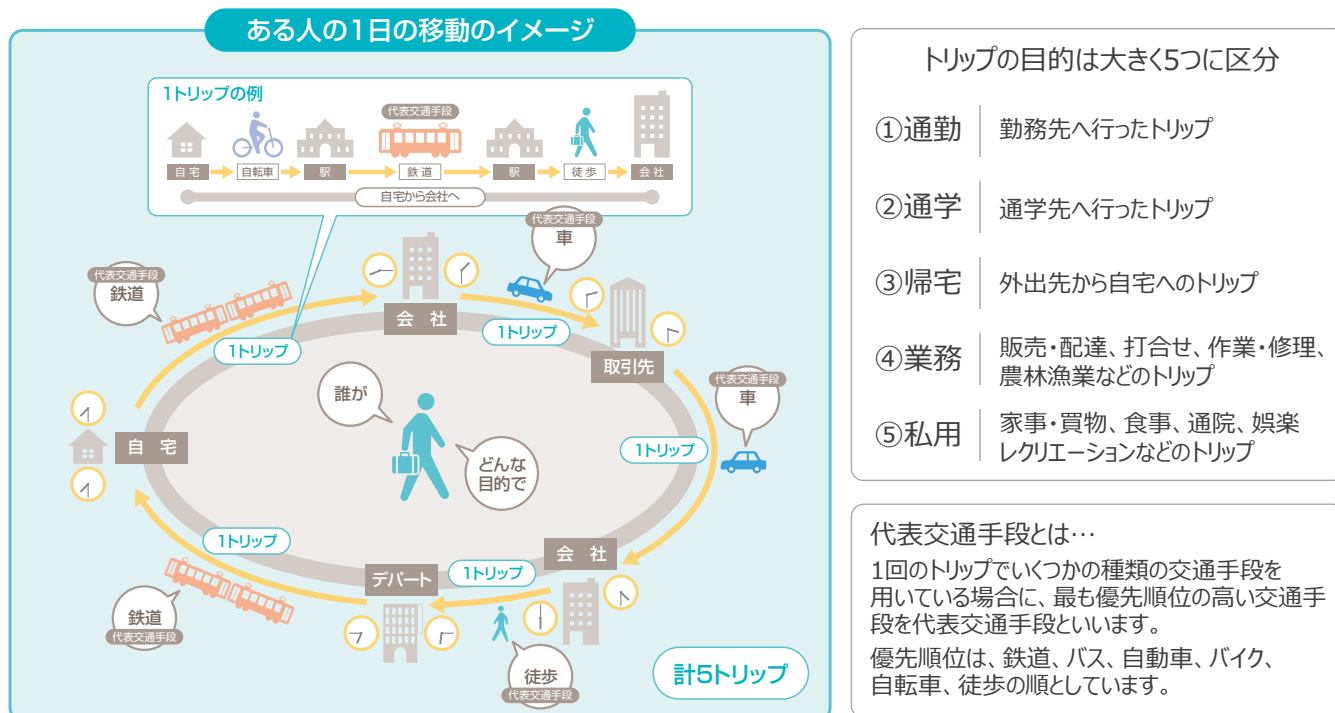 ある人の1日の移動のイメージ
1トリップの例
代表交通手段
自宅
自転車
駅
鉄道
駅
徒歩
会社
自宅から会社へ
代表交通手段
鉄道
代表交通手段
車
会社
1トリップ
1トリップ
取引先
代表交通手段
車
誰が
自宅
どんな
目的で
1トリップ
1トリップ
会社
デパート
1トリップ
鉄道
代表交通手段
徒歩
代表交通手段
計5トリップ
トリップの目的は大きく5つに区分
①通勤 勤務先へ行ったトリップ
②通学 通学先へ行ったトリップ
③帰宅 外出先から自宅へのトリップ
④業務 販売・配達、打合せ、作業・修理、
農林漁業などのトリップ
⑤私用 家事・買物、食事、通院、娯楽
レクリエーションなどのトリップ
代表交通手段とは…
1回のトリップでいくつかの種類の交通手段を
用いている場合に、最も優先順位の高い交通手
段を代表交通手段といいます。
優先順位は、鉄道、バス、自動車、バイク、
自転車、徒歩の順としています。